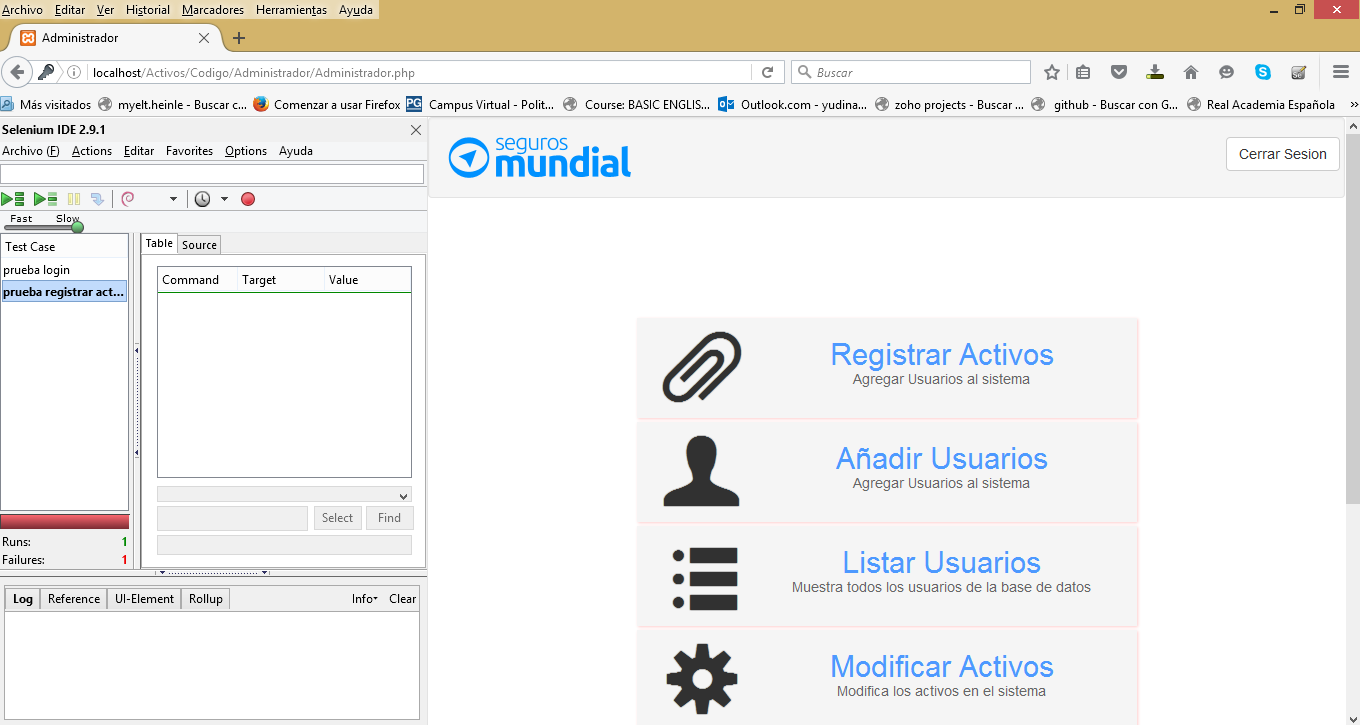 Archivo Editar Ver Historial Marcadores Herramientas Ayuda
Administrador
localhost/Activos/Codigo/Administrador/Administrador.php
Buscar
Más visitados myelt.heinle - Buscar c... Comenzar a usar Firefox PG Campus Virtual - Polit... Course: BASIC ENGLIS... Outlook.com - yudina... zoho projects - Buscar ... github - Buscar con G... Real Academia Española
Selenium IDE 2.9.1
Archivo (F) Actions Editar Favorites Options Ayuda
Fast Slow
Test Case
prueba login
prueba registrar act...
Table Source
Command Target Value
Select Find
Runs: 1
Failures: 1
Log Reference UI-Element Rollup Info Clear
seguros
mundial
Cerrar Sesion
Registrar Activos
Agregar Usuarios al sistema
Añadir Usuarios
Agregar Usuarios al sistema
Listar Usuarios
Muestra todos los usuarios de la base de datos
Modificar Activos
Modifica los activos en el sistema